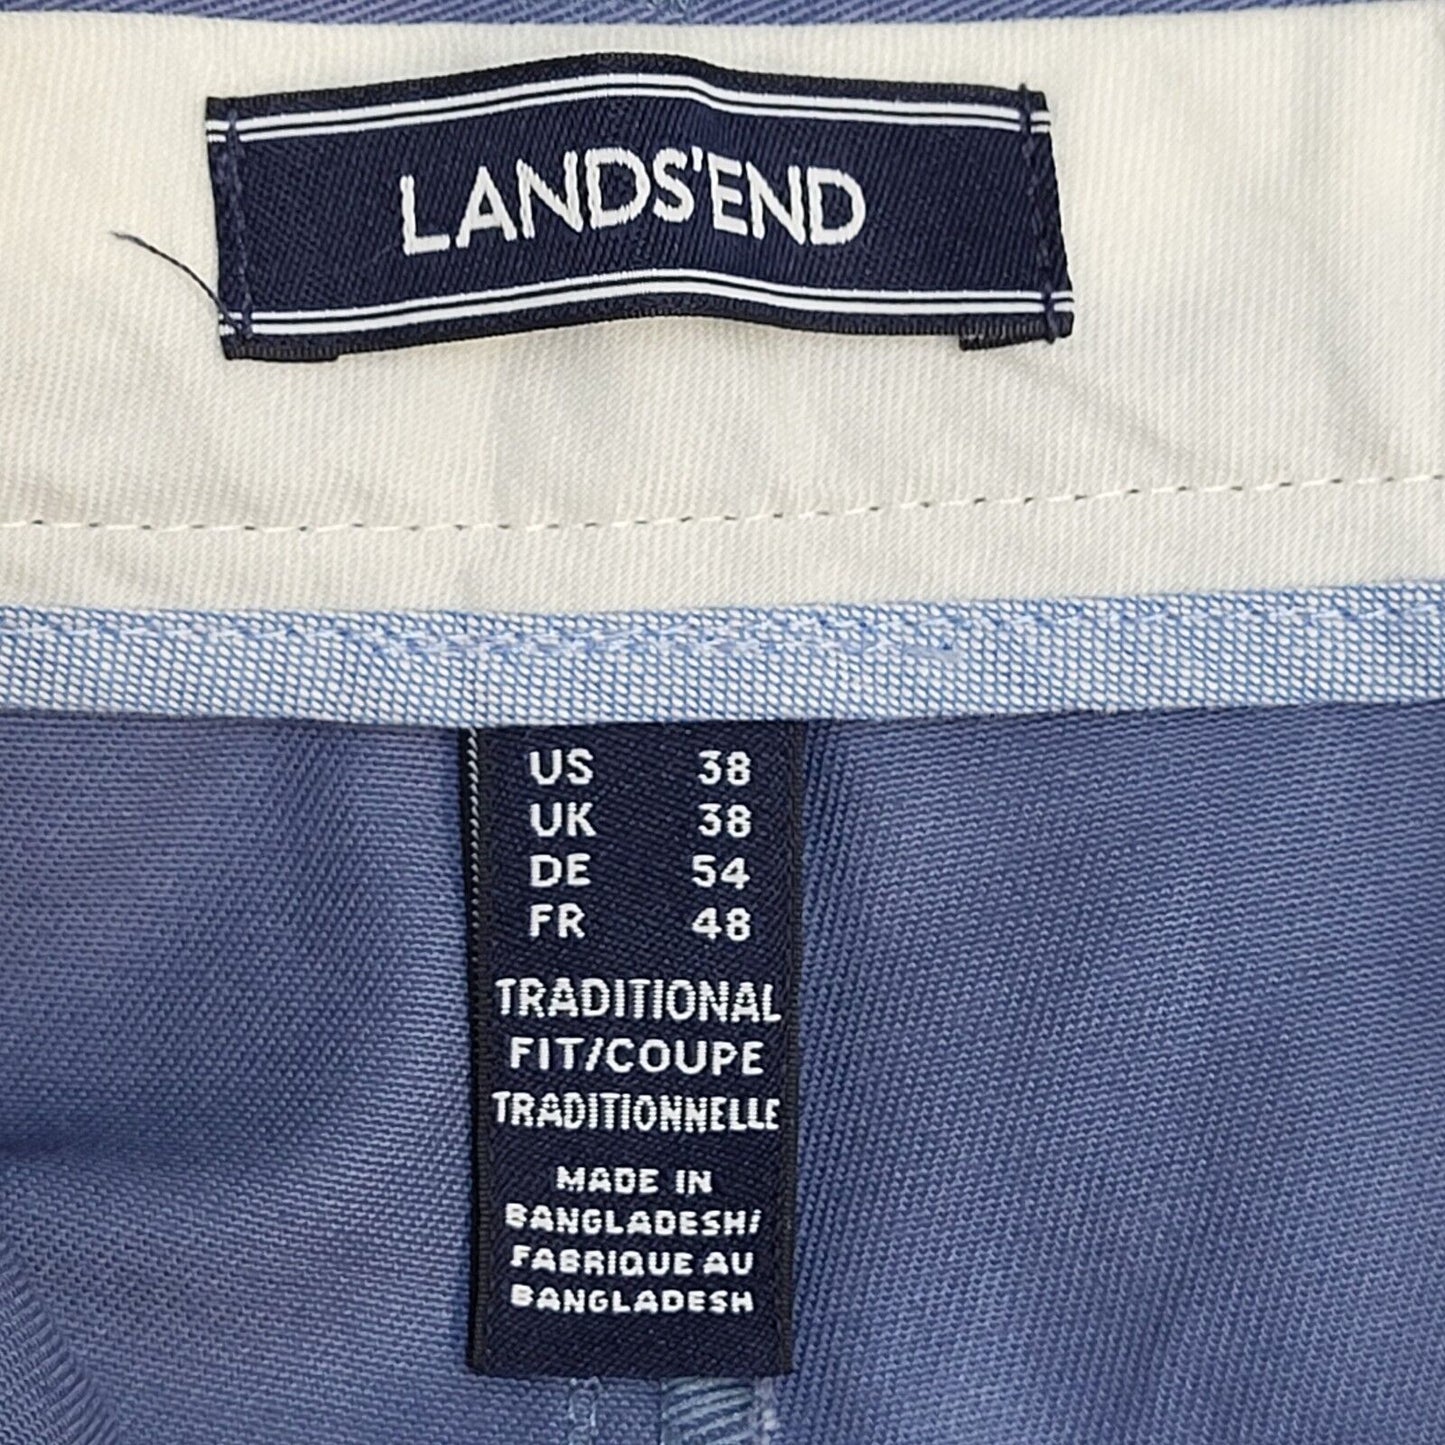 LANDS'END
US 38
UK 38
DE 54
FR 48
TRADITIONAL
FIT/COUPE
TRADITIONNELLE
MADE IN
BANGLADESH/
FABRIQUE AU
BANGLADESH